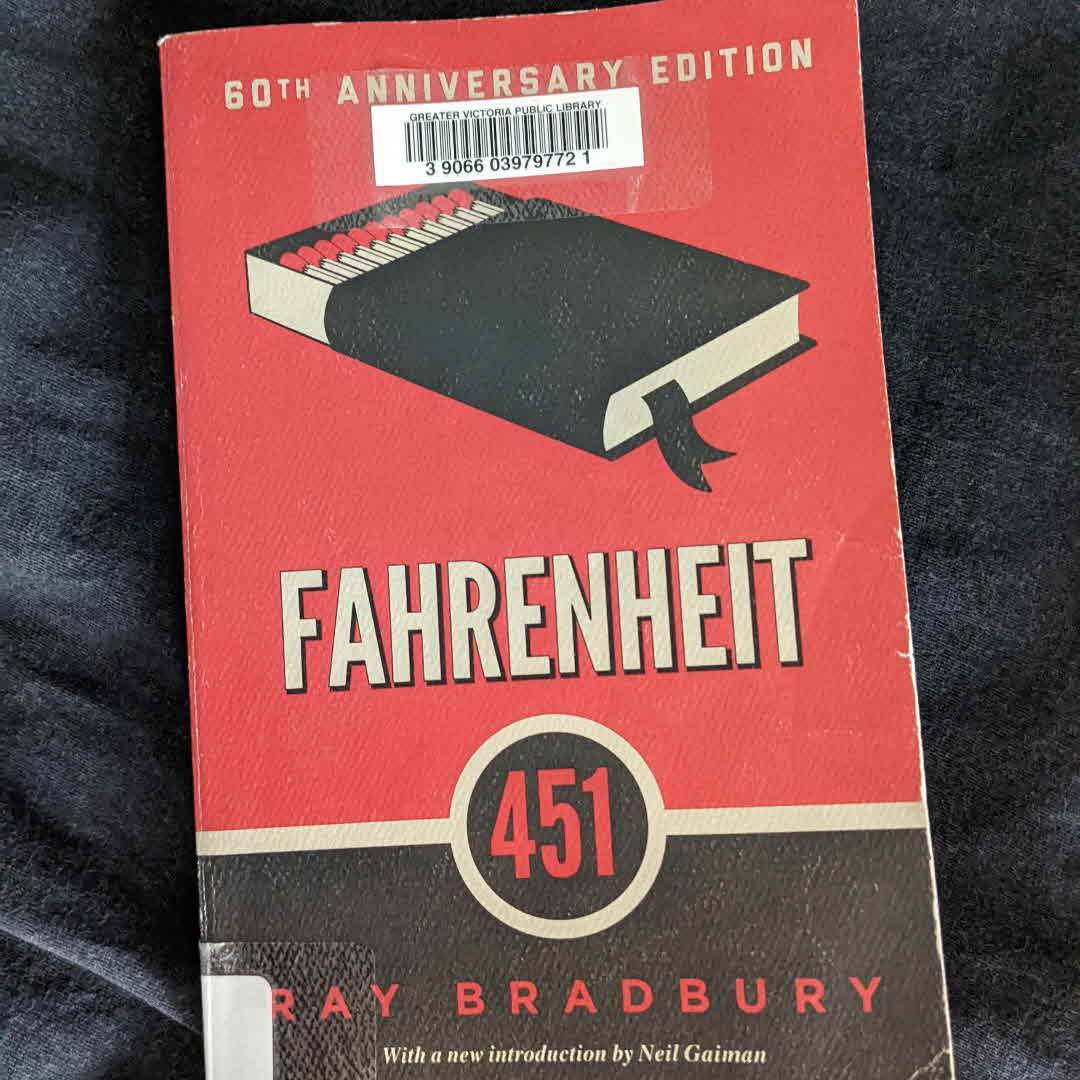 60TH ANNIVERSARY EDITION
GREATER VICTORIA PUBLIC LIBRARY
3 9066 03979772 1
FAHRENHEIT
451
RAY BRADBURY
With a new introduction by Neil Gaiman